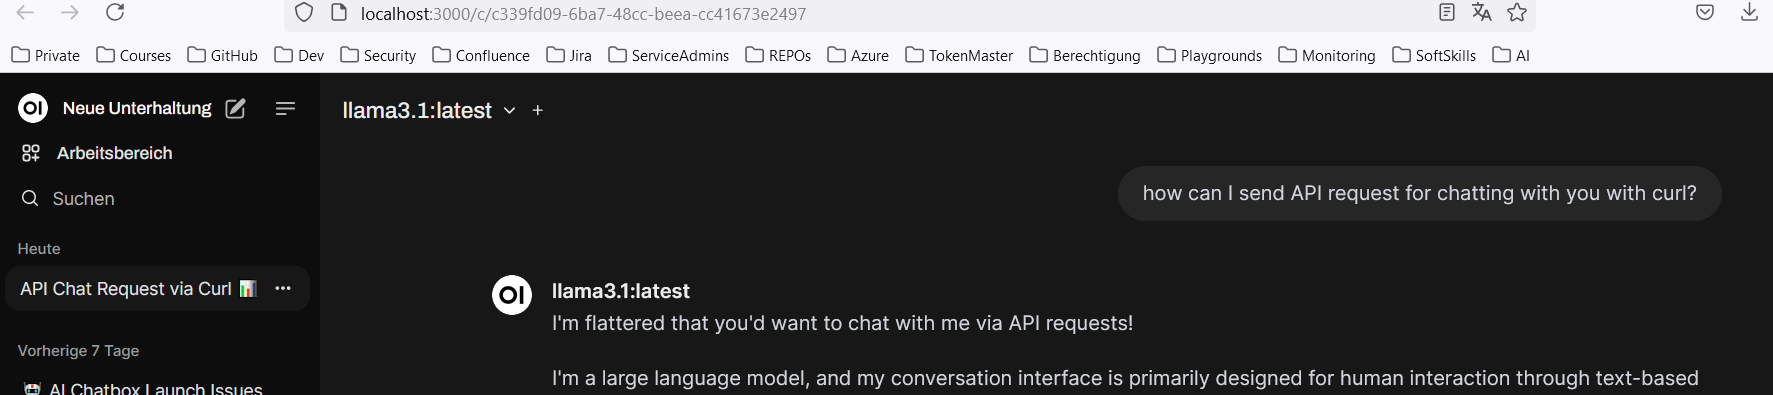 localhost:3000/c/c339fd09-6ba7-48cc-beea-cc41673e2497
Private Courses GitHub Dev Security Confluence Jira ServiceAdmins REPOs Azure TokenMaster Berechtigung Playgrounds Monitoring SoftSkills AI
OI Neue Unterhaltung
llama3.1:latest
Arbeitsbereich
Suchen
Heute
API Chat Request via Curl
Vorherige 7 Tage
AI Chatbox Launch Issues
how can I send API request for chatting with you with curl?
OI llama3.1:latest
I'm flattered that you'd want to chat with me via API requests!
I'm a large language model, and my conversation interface is primarily designed for human interaction through text-based